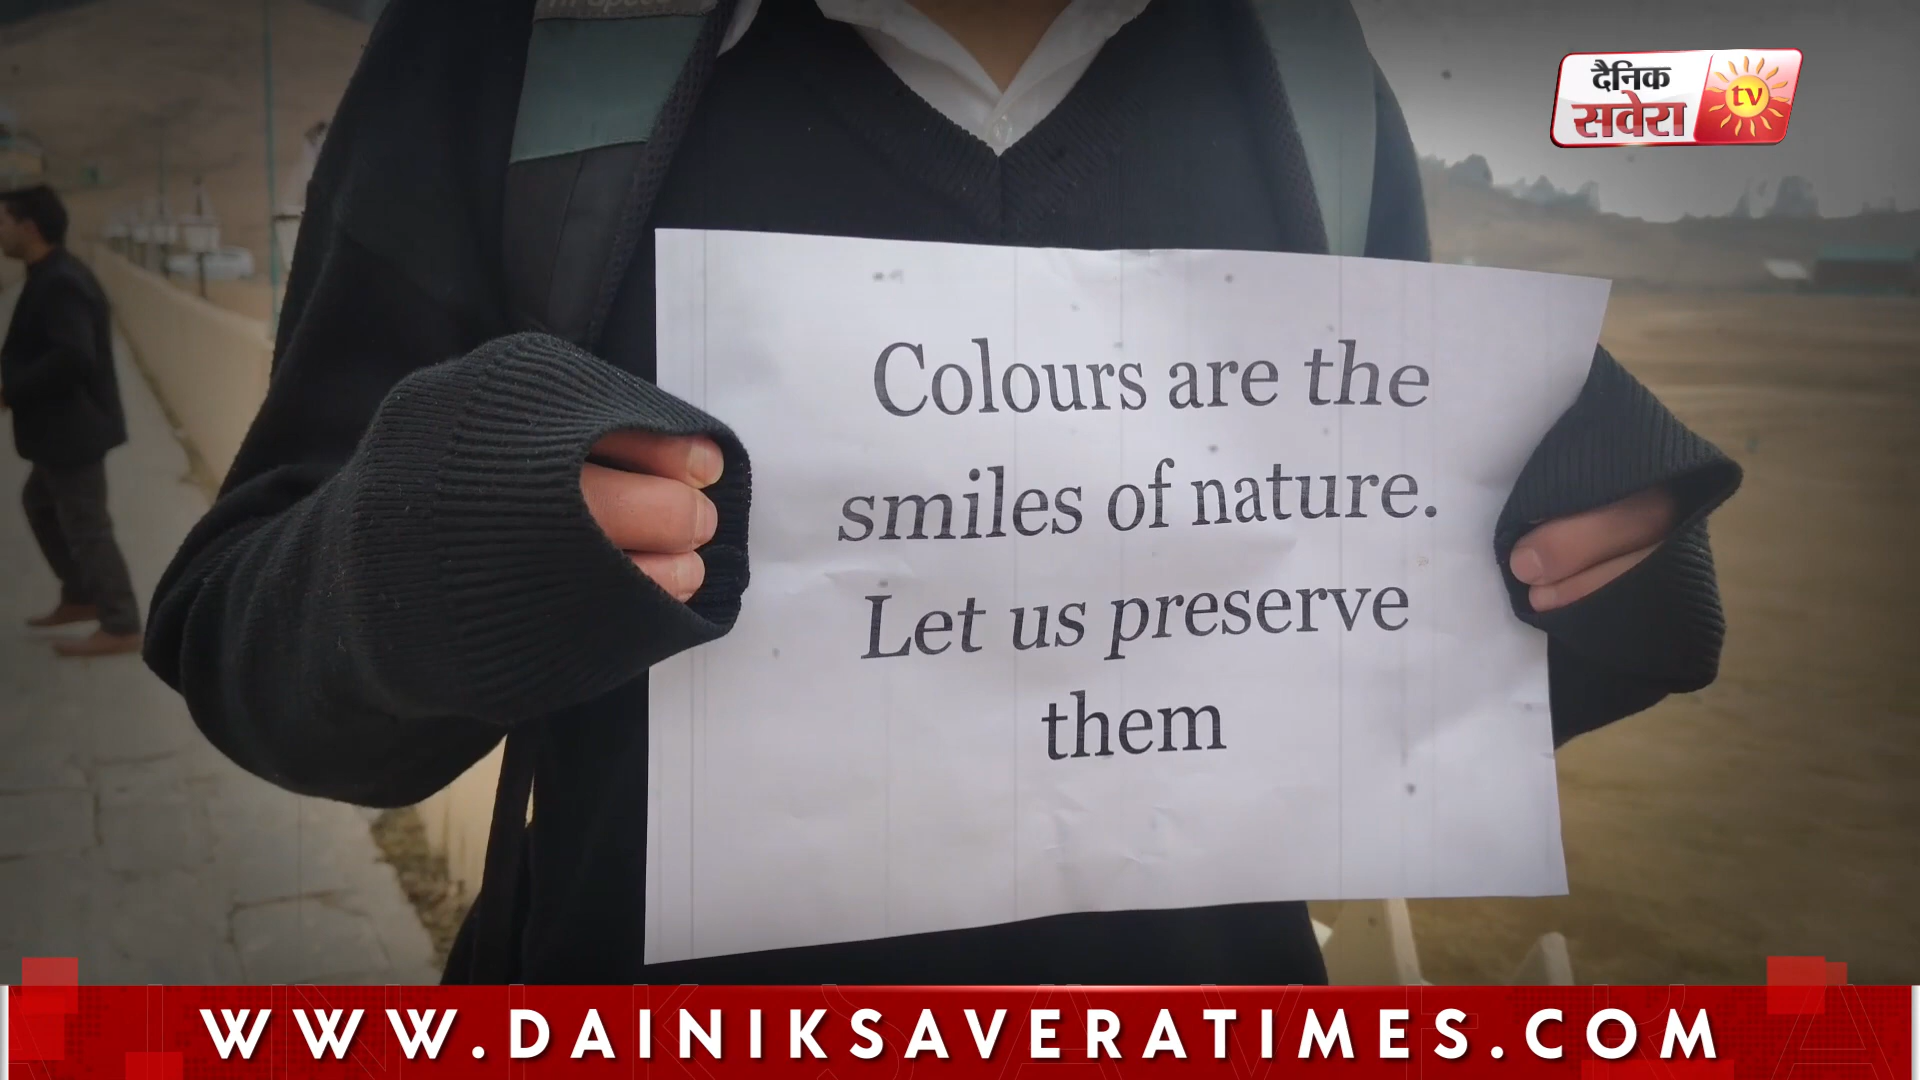 दैनिक
सवेरा
tv
Colours are the
smiles of nature.
Let us preserve
them
WWW.DAINIKSAVERATIMES.COM